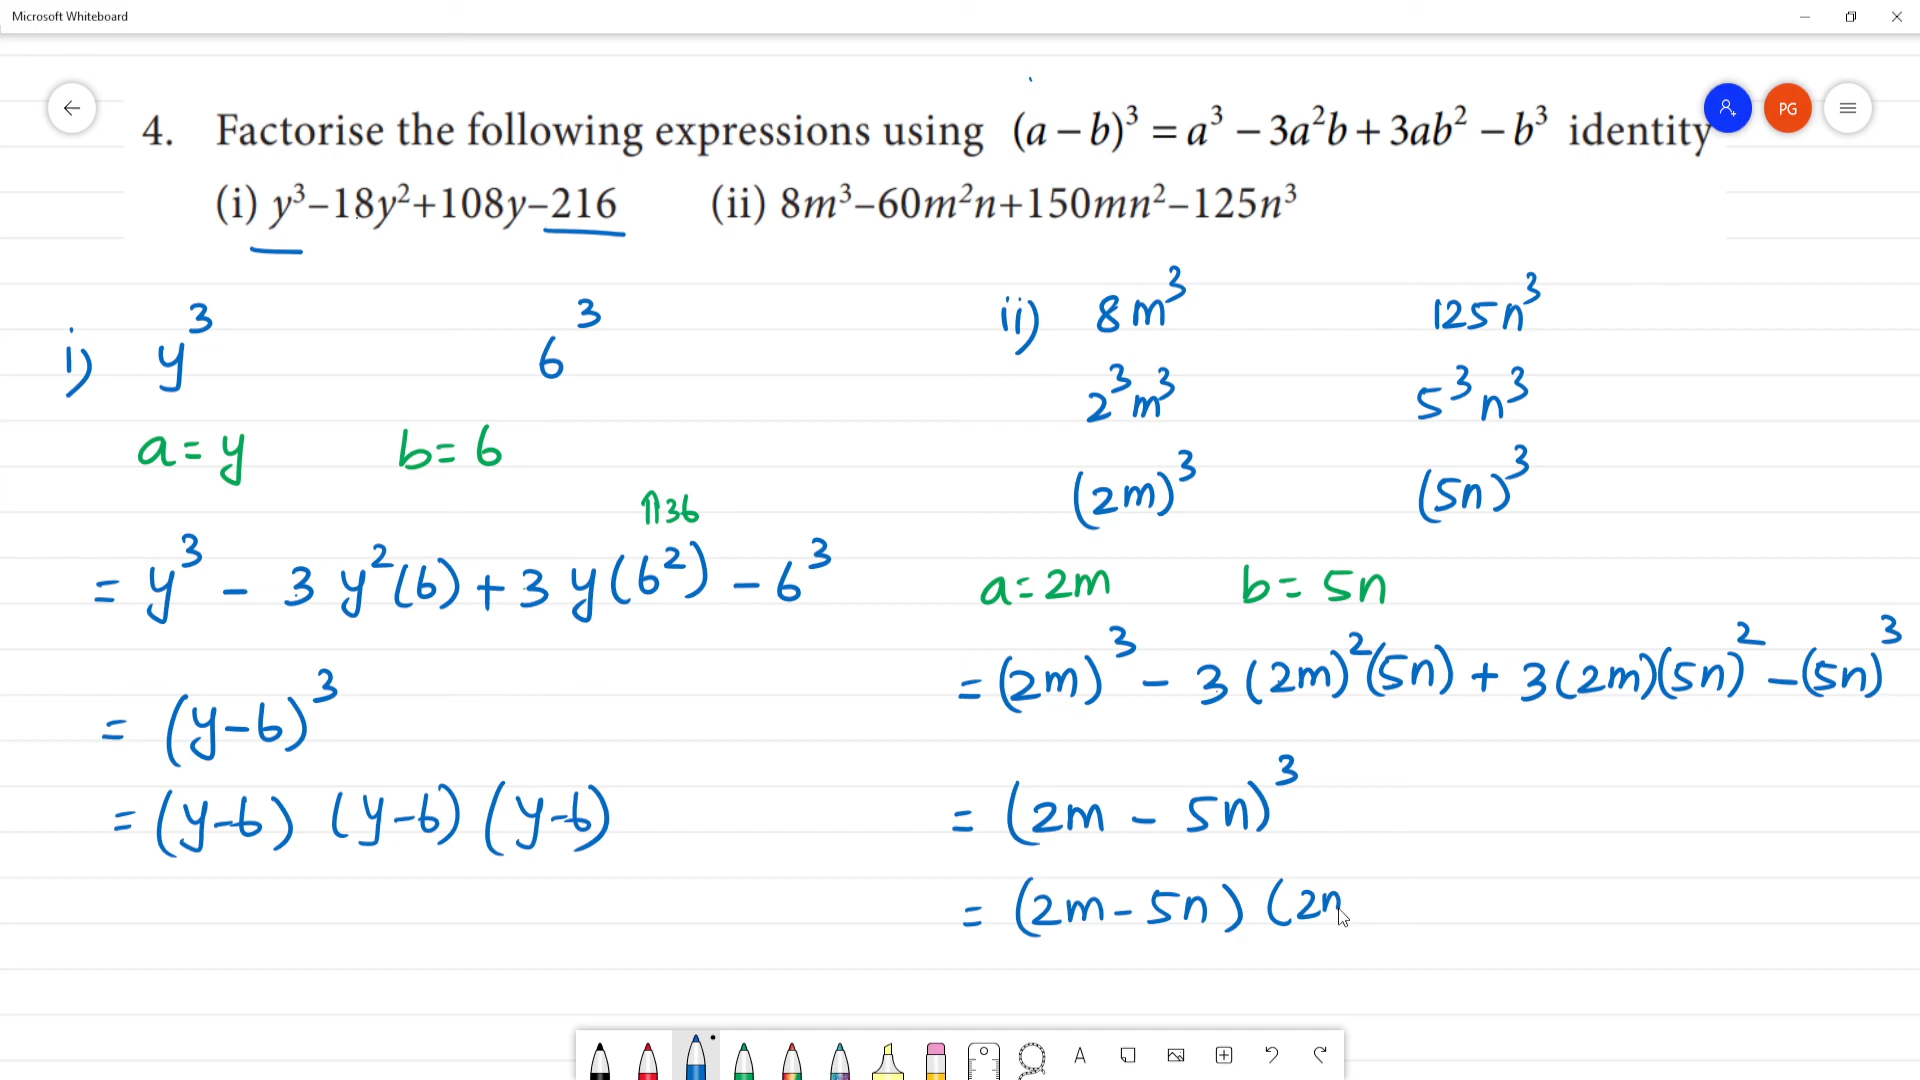 Microsoft Whiteboard
4. Factorise the following expressions using (a – b)³ = a³ – 3a²b + 3ab² – b³ identity
PG
(i) y³–18y²+108y–216 (ii) 8m³–60m²n+150mn²–125n³
i) y³ 6³
a = y b = 6
⇑36
= y³ - 3 y²(6) + 3 y(6²) - 6³
= (y-6)³
= (y-6) (y-6) (y-6)
ii) 8m³ 125n³
2³m³ 5³n³
(2m)³ (5n)³
a = 2m b = 5n
= (2m)³ - 3 (2m)²(5n) + 3(2m)(5n)² - (5n)³
= (2m - 5n)³
= (2m - 5n) (2n
A